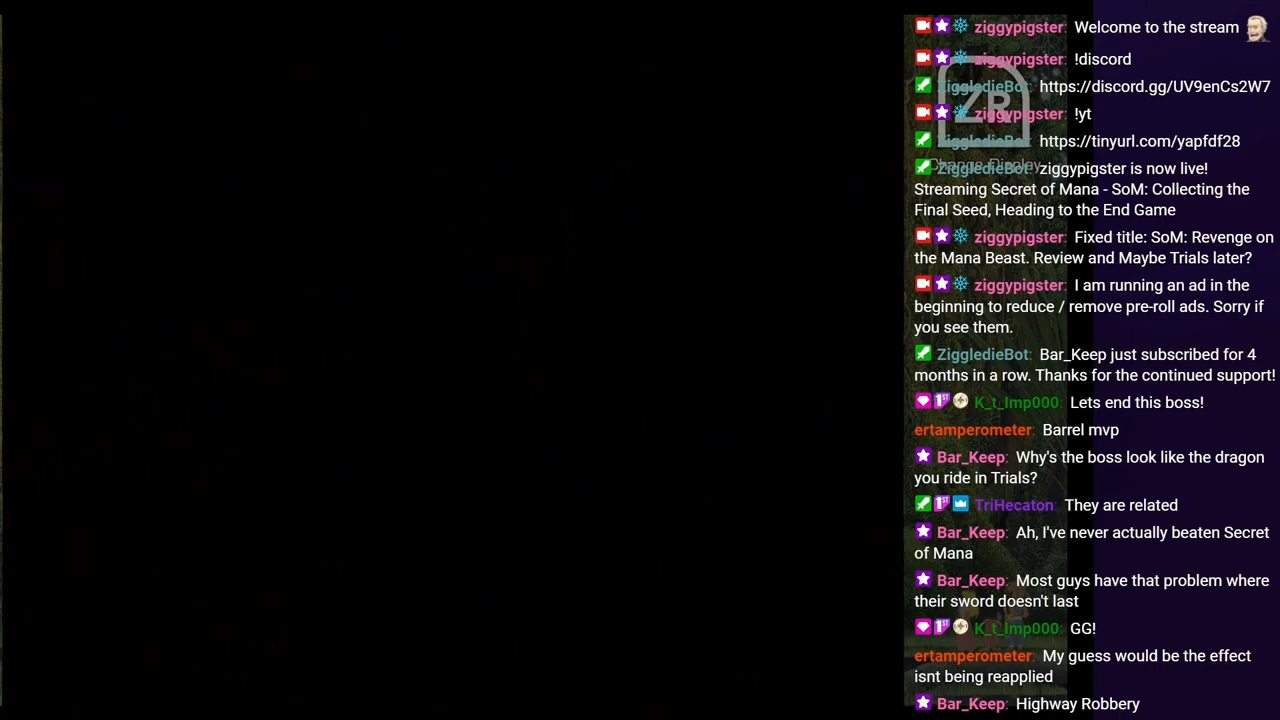 ziggypigster: Welcome to the stream
ziggypigster: !discord
ZR
ZiggledieBot: https://discord.gg/UV9enCs2W7
ziggypigster: !yt
ZiggledieBot: https://tinyurl.com/yapfdf28
Change Display
ZiggledieBot: ziggypigster is now live!
Streaming Secret of Mana - SoM: Collecting the
Final Seed, Heading to the End Game
ziggypigster: Fixed title: SoM: Revenge on
the Mana Beast. Review and Maybe Trials later?
ziggypigster: I am running an ad in the
beginning to reduce / remove pre-roll ads. Sorry if
you see them.
ZiggledieBot: Bar_Keep just subscribed for 4
months in a row. Thanks for the continued support!
K_t_Imp000: Lets end this boss!
ertamperometer: Barrel mvp
Bar_Keep: Why's the boss look like the dragon
you ride in Trials?
TriHecaton: They are related
Bar_Keep: Ah, I've never actually beaten Secret
of Mana
Bar_Keep: Most guys have that problem where
their sword doesn't last
K_t_Imp000: GG!
ertamperometer: My guess would be the effect
isnt being reapplied
Bar_Keep: Highway Robbery